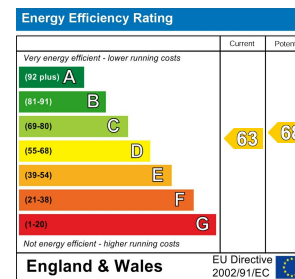 Energy Efficiency Rating
Current
Very energy efficient - lower running costs
(92 plus) A
(81-91) B
(69-80) C
(55-68) D
63
(39-54) E
(21-38) F
(1-20) G
Not energy efficient - higher running costs
England & Wales
EU Directive
2002/91/EC